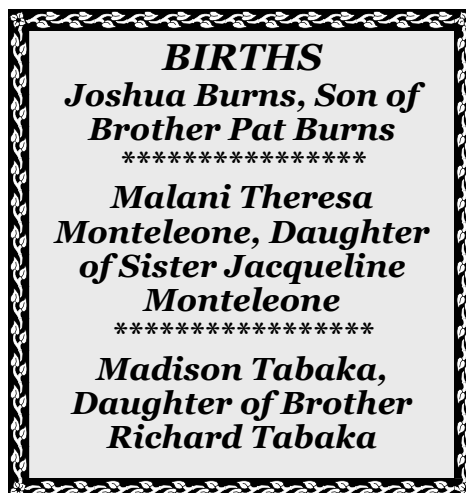 BIRTHS
Joshua Burns, Son of
Brother Pat Burns
****************
Malani Theresa
Monteleone, Daughter
of Sister Jacqueline
Monteleone
*****************
Madison Tabaka,
Daughter of Brother
Richard Tabaka